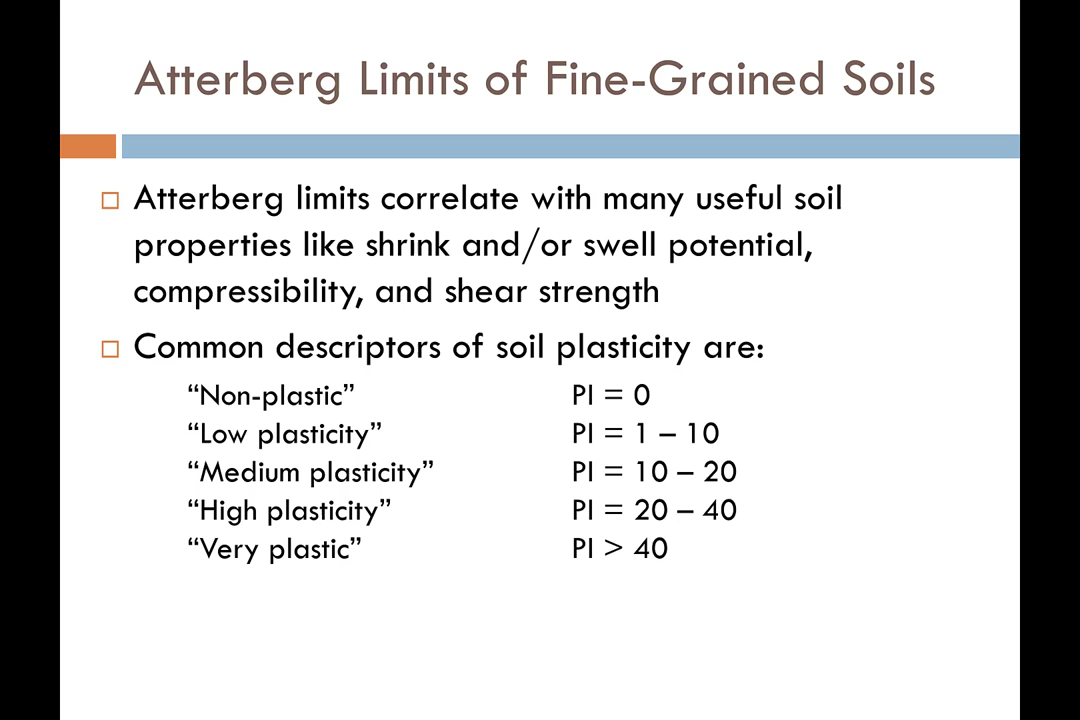 Atterberg Limits of Fine-Grained Soils
Atterberg limits correlate with many useful soil
properties like shrink and/or swell potential,
compressibility, and shear strength
Common descriptors of soil plasticity are:
“Non-plastic” PI = 0
“Low plasticity” PI = 1 – 10
“Medium plasticity” PI = 10 – 20
“High plasticity” PI = 20 – 40
“Very plastic” PI > 40